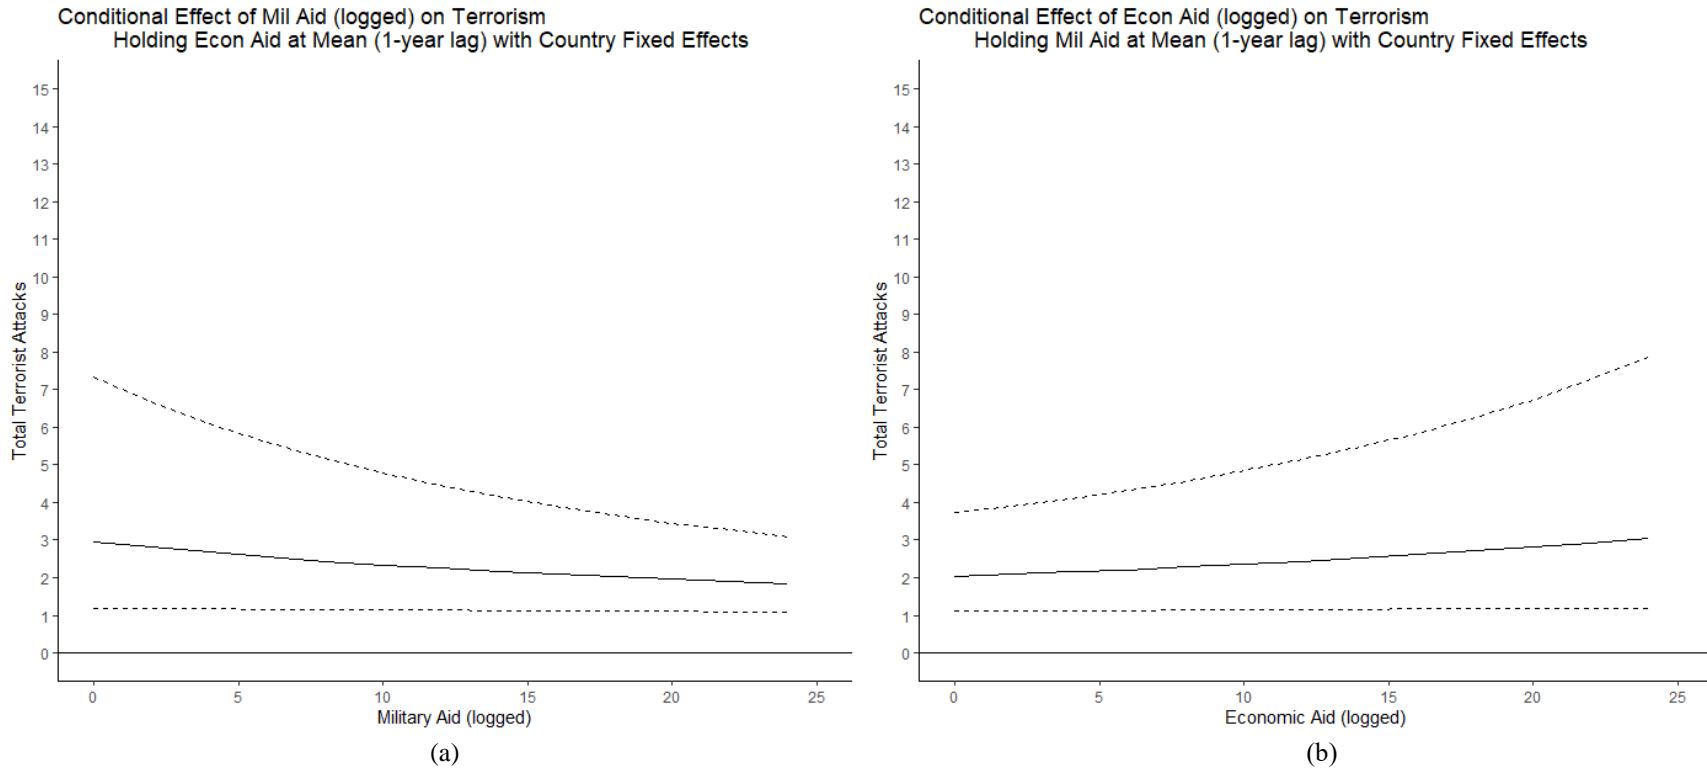 Conditional Effect of Mil Aid (logged) on Terrorism
Holding Econ Aid at Mean (1-year lag) with Country Fixed Effects
15
14
13
12
11
10
9
8
7
6
5
4
3
2
1
0
Total Terrorist Attacks
0 5 10 15 20 25
Military Aid (logged)
(a)
Conditional Effect of Econ Aid (logged) on Terrorism
Holding Mil Aid at Mean (1-year lag) with Country Fixed Effects
15
14
13
12
11
10
9
8
7
6
5
4
3
2
1
0
Total Terrorist Attacks
0 5 10 15 20 25
Economic Aid (logged)
(b)